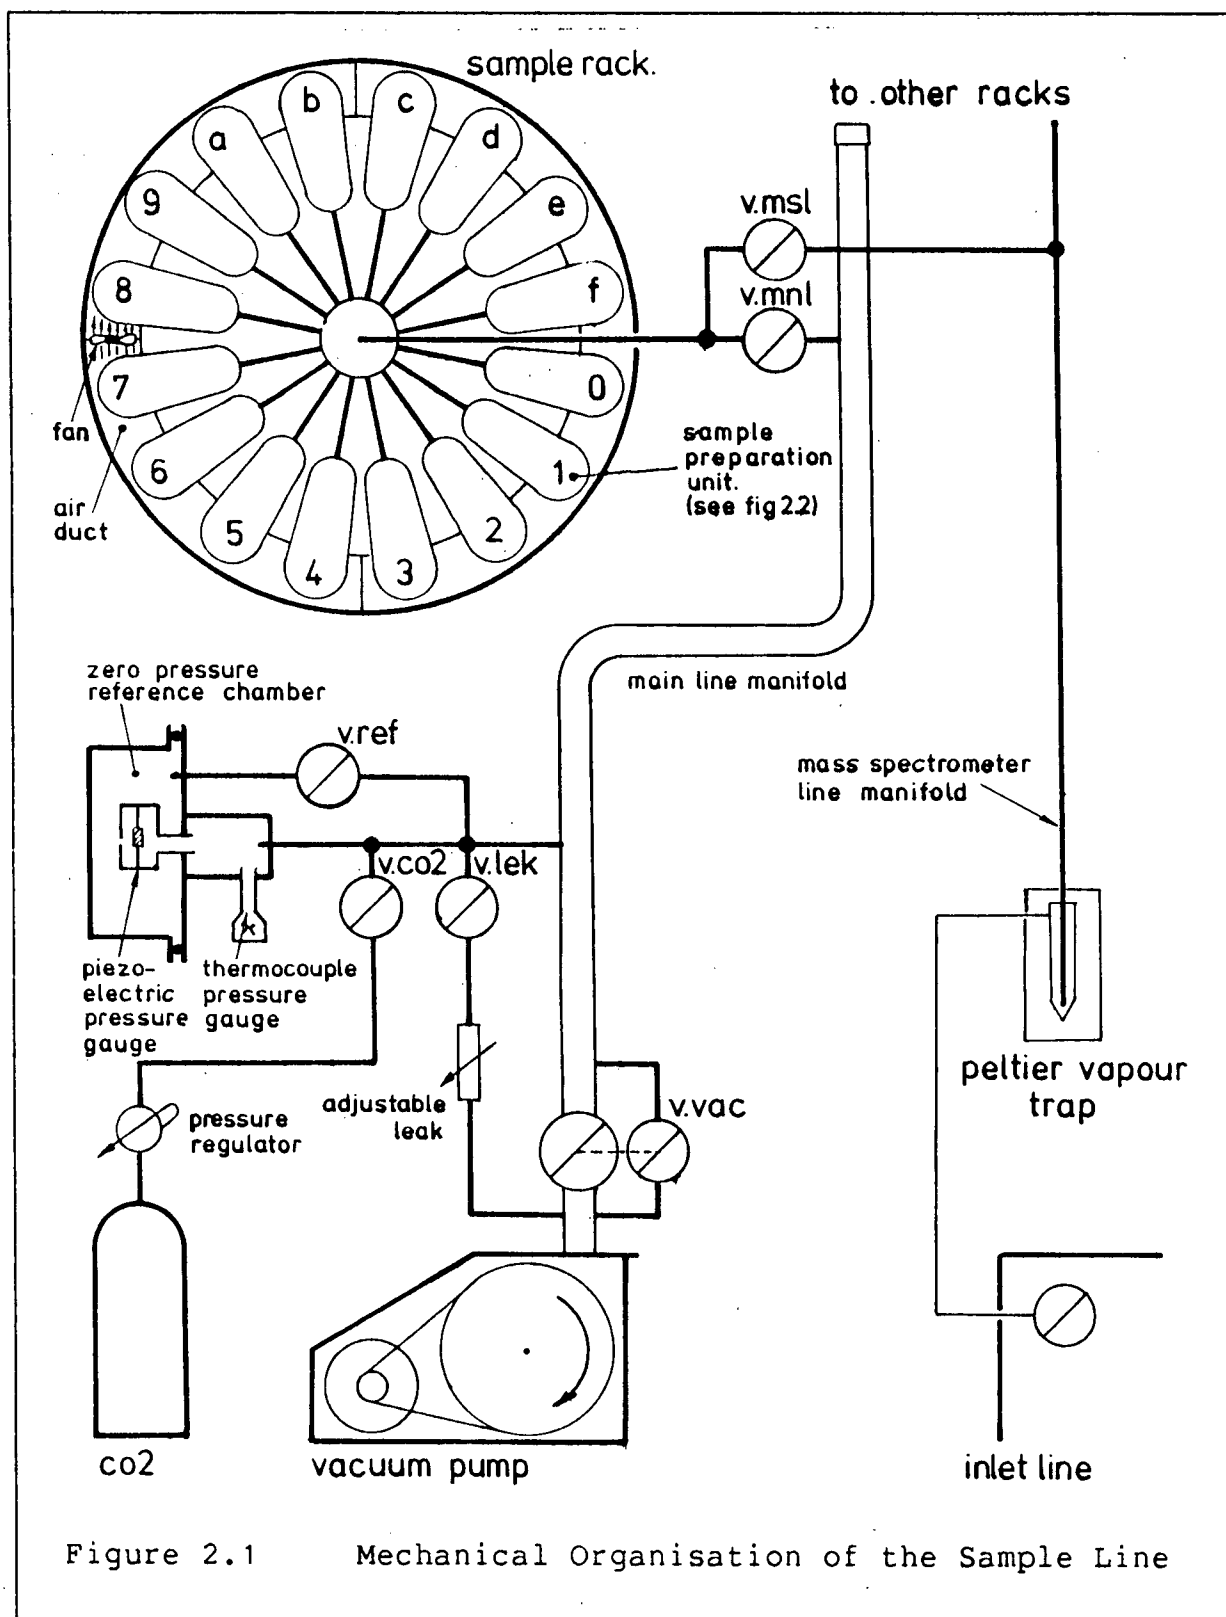 sample rack.
to other racks
b
c
a
d
9
e
v.msl
8
f
v.mnl
7
0
fan
6
1
sample
preparation
unit.
(see fig 2.2)
air
duct
5
2
4
3
zero pressure
reference chamber
main line manifold
v.ref
mass spectrometer
line manifold
v.co2
v.lek
piezo-
electric
pressure
gauge
thermocouple
pressure
gauge
peltier vapour
trap
adjustable
leak
v.vac
pressure
regulator
co2
vacuum pump
inlet line
Figure 2.1 Mechanical Organisation of the Sample Line